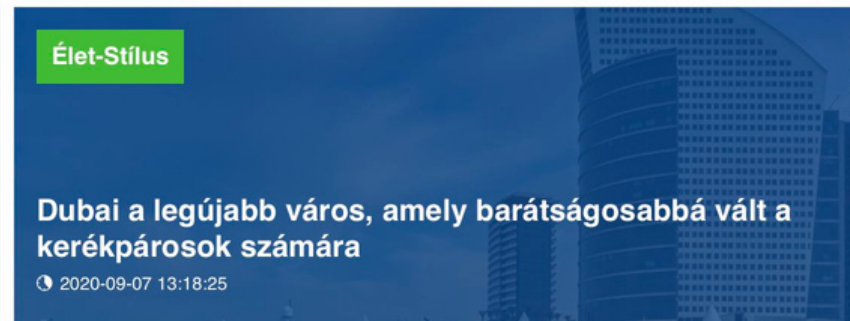 Élet-Stílus
Dubai a legújabb város, amely barátságosabbá vált a
kerékpárosok számára
2020-09-07 13:18:25